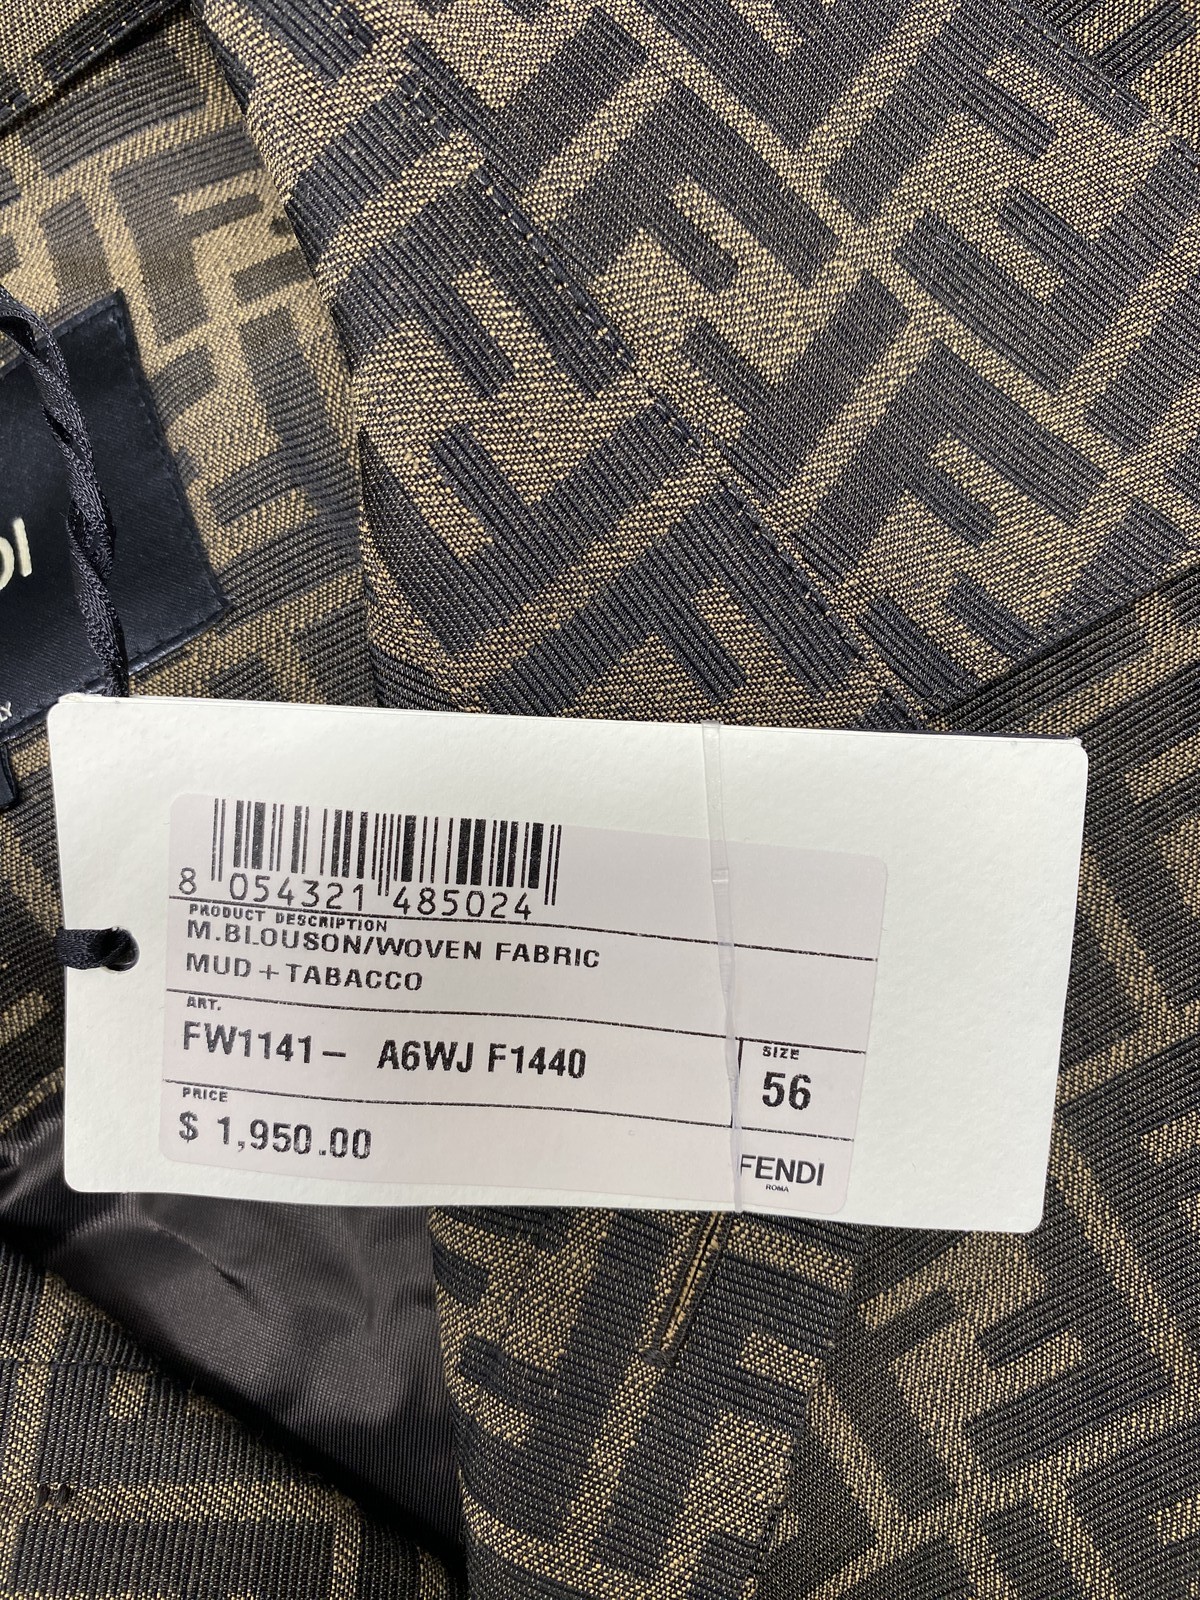 DI
8 054321 485024
PRODUCT DESCRIPTION
M.BLOUSON/WOVEN FABRIC
MUD+TABACCO
ART.
FW1141- A6WJ F1440
SIZE
56
PRICE
$ 1,950.00
FENDI
ROMA